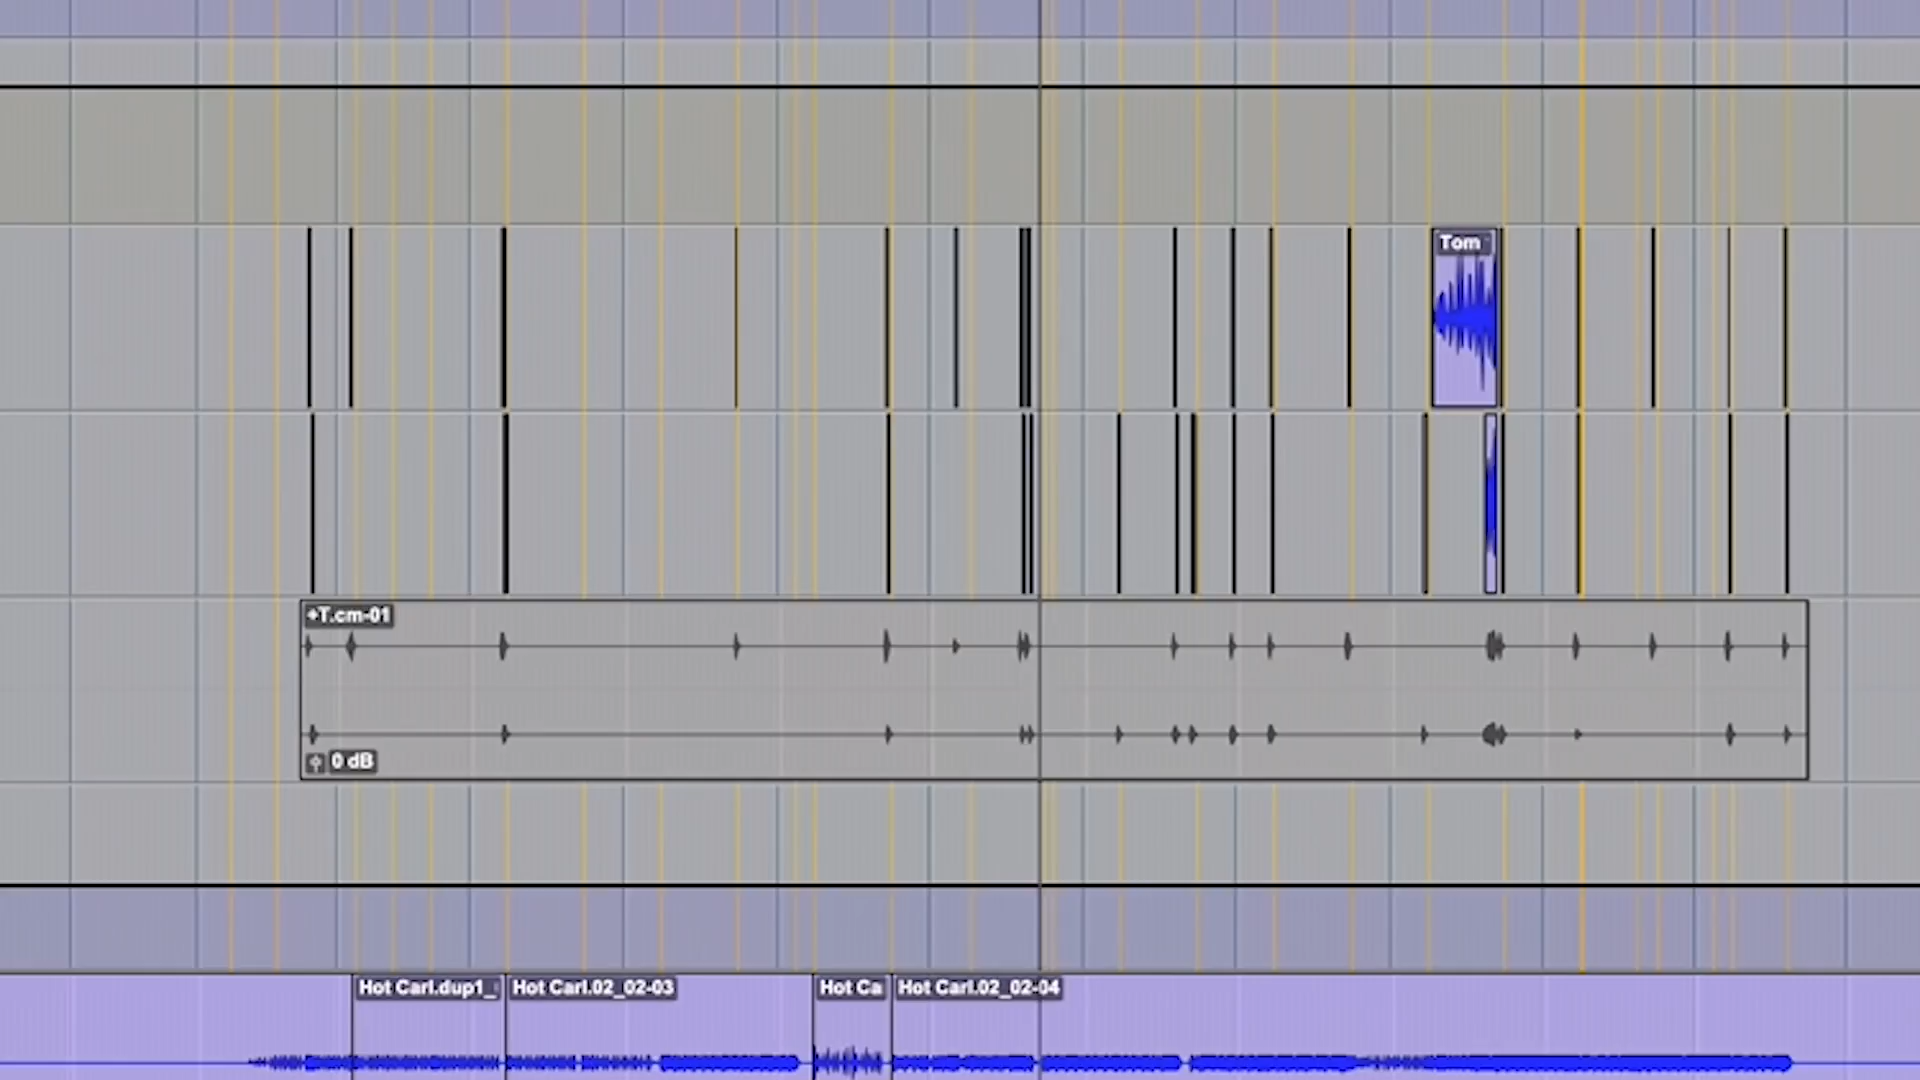 Tom
+T.cm-01
0 dB
Hot Carl.dup1_
Hot Carl.02_02-03
Hot Ca
Hot Carl.02_02-04